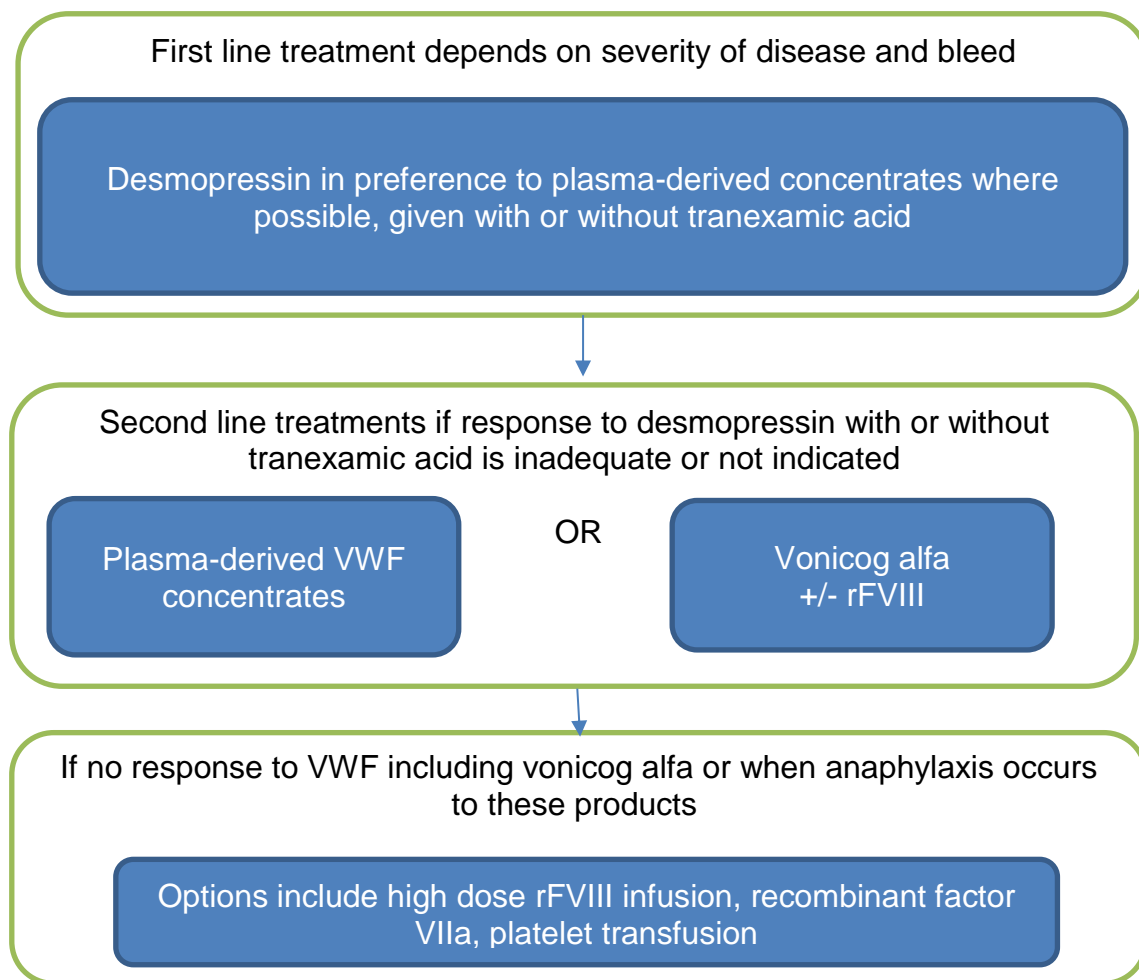 First line treatment depends on severity of disease and bleed
Desmopressin in preference to plasma-derived concentrates where
possible, given with or without tranexamic acid
Second line treatments if response to desmopressin with or without
tranexamic acid is inadequate or not indicated
Plasma-derived VWF
concentrates
OR
Vonicog alfa
+/- rFVIII
If no response to VWF including vonicog alfa or when anaphylaxis occurs
to these products
Options include high dose rFVIII infusion, recombinant factor
VIIa, platelet transfusion